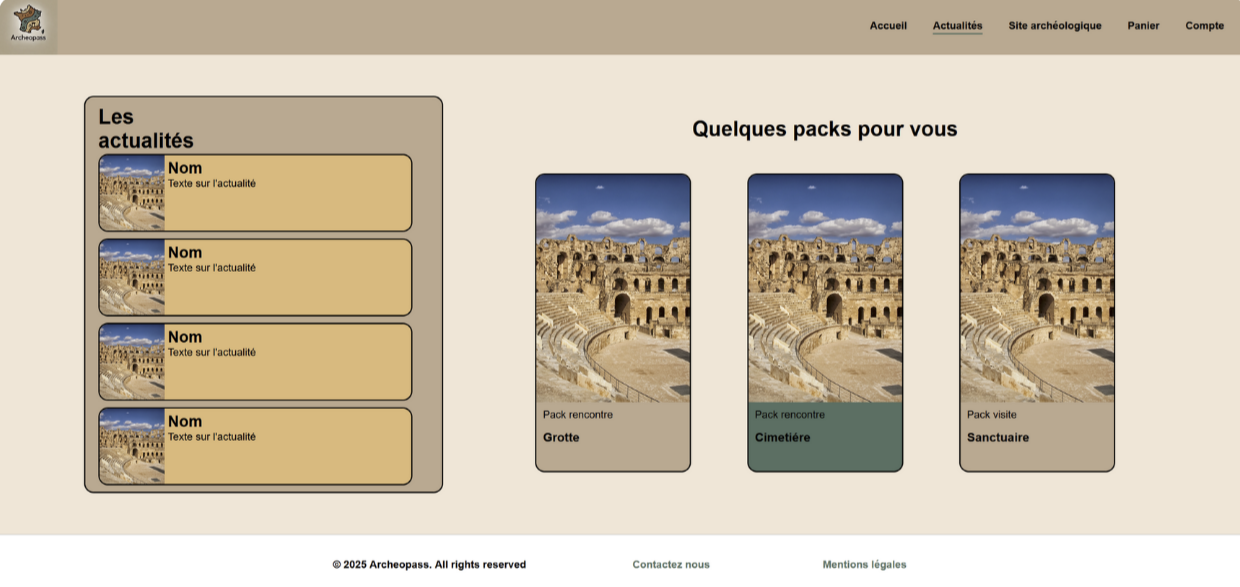 Archeopass
Accueil
Actualités
Site archéologique
Panier
Compte
Les
actualités
Nom
Texte sur l'actualité
Nom
Texte sur l'actualité
Nom
Texte sur l'actualité
Nom
Texte sur l'actualité
Quelques packs pour vous
Pack rencontre
Grotte
Pack rencontre
Cimetiére
Pack visite
Sanctuaire
© 2025 Archeopass. All rights reserved
Contactez nous
Mentions légales